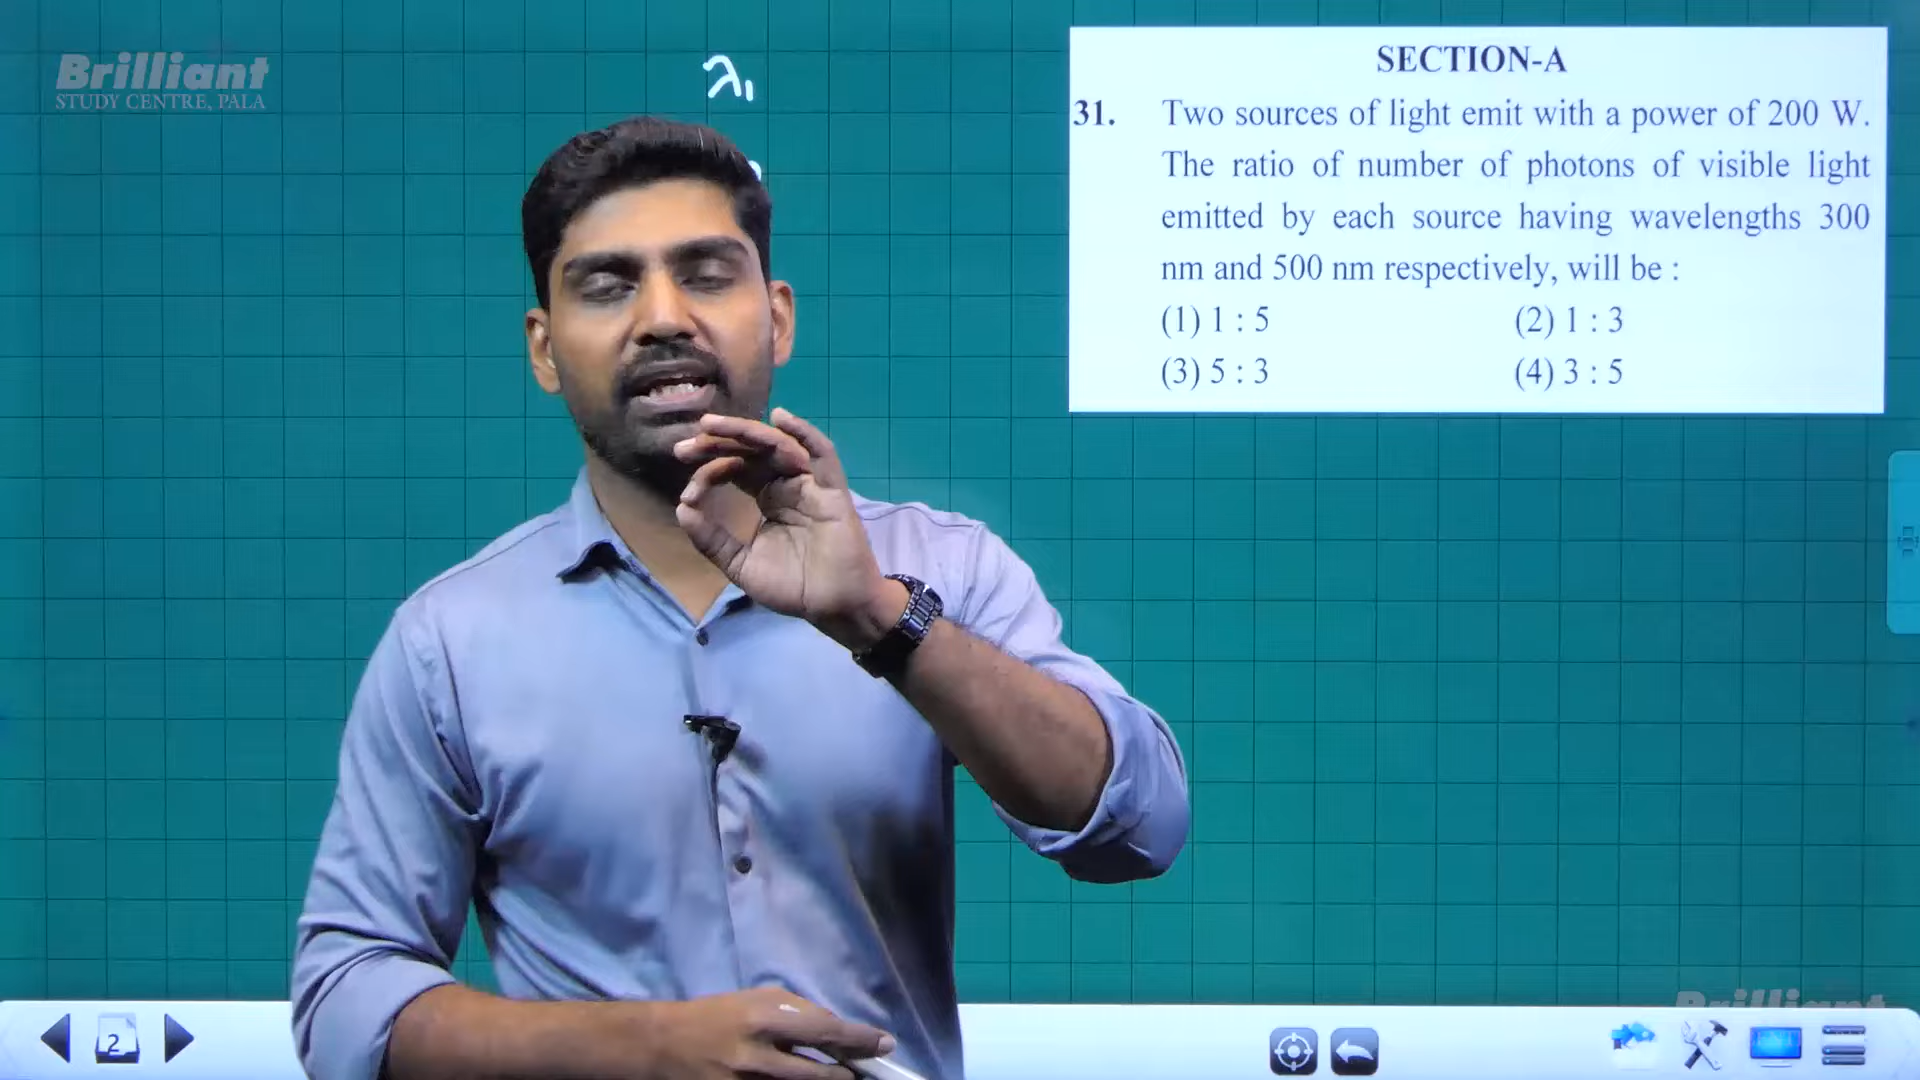 Brilliant
STUDY CENTRE, PALA
λ₁
SECTION-A
31. Two sources of light emit with a power of 200 W.
The ratio of number of photons of visible light
emitted by each source having wavelengths 300
nm and 500 nm respectively, will be :
(1) 1 : 5 (2) 1 : 3
(3) 5 : 3 (4) 3 : 5
Brilliant
2